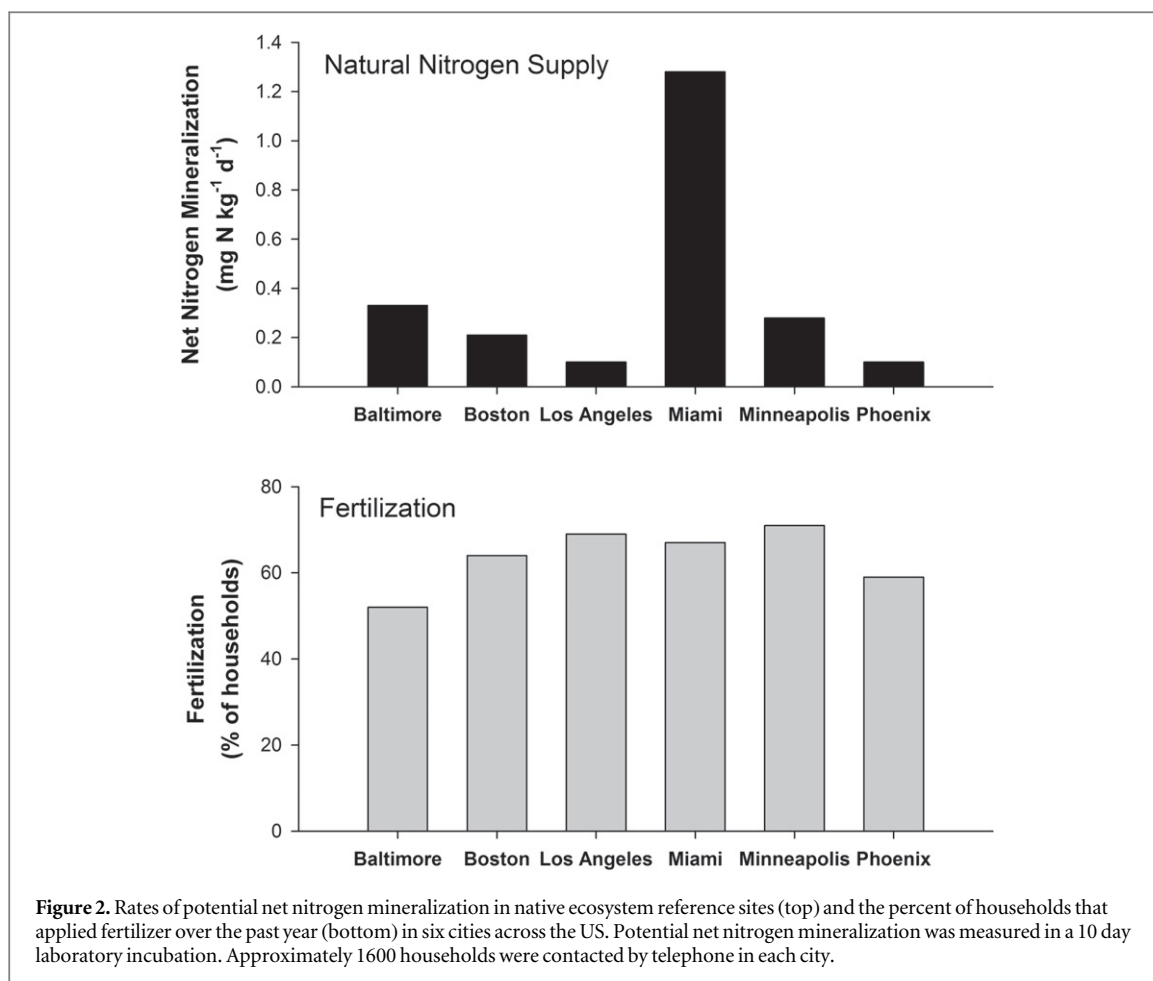 Natural Nitrogen Supply
Net Nitrogen Mineralization
(mg N kg⁻¹ d⁻¹)
1.4
1.2
1.0
0.8
0.6
0.4
0.2
0.0
Baltimore Boston Los Angeles Miami Minneapolis Phoenix
Fertilization
Fertilization
(% of households)
80
60
40
20
0
Baltimore Boston Los Angeles Miami Minneapolis Phoenix
Figure 2. Rates of potential net nitrogen mineralization in native ecosystem reference sites (top) and the percent of households that
applied fertilizer over the past year (bottom) in six cities across the US. Potential net nitrogen mineralization was measured in a 10 day
laboratory incubation. Approximately 1600 households were contacted by telephone in each city.